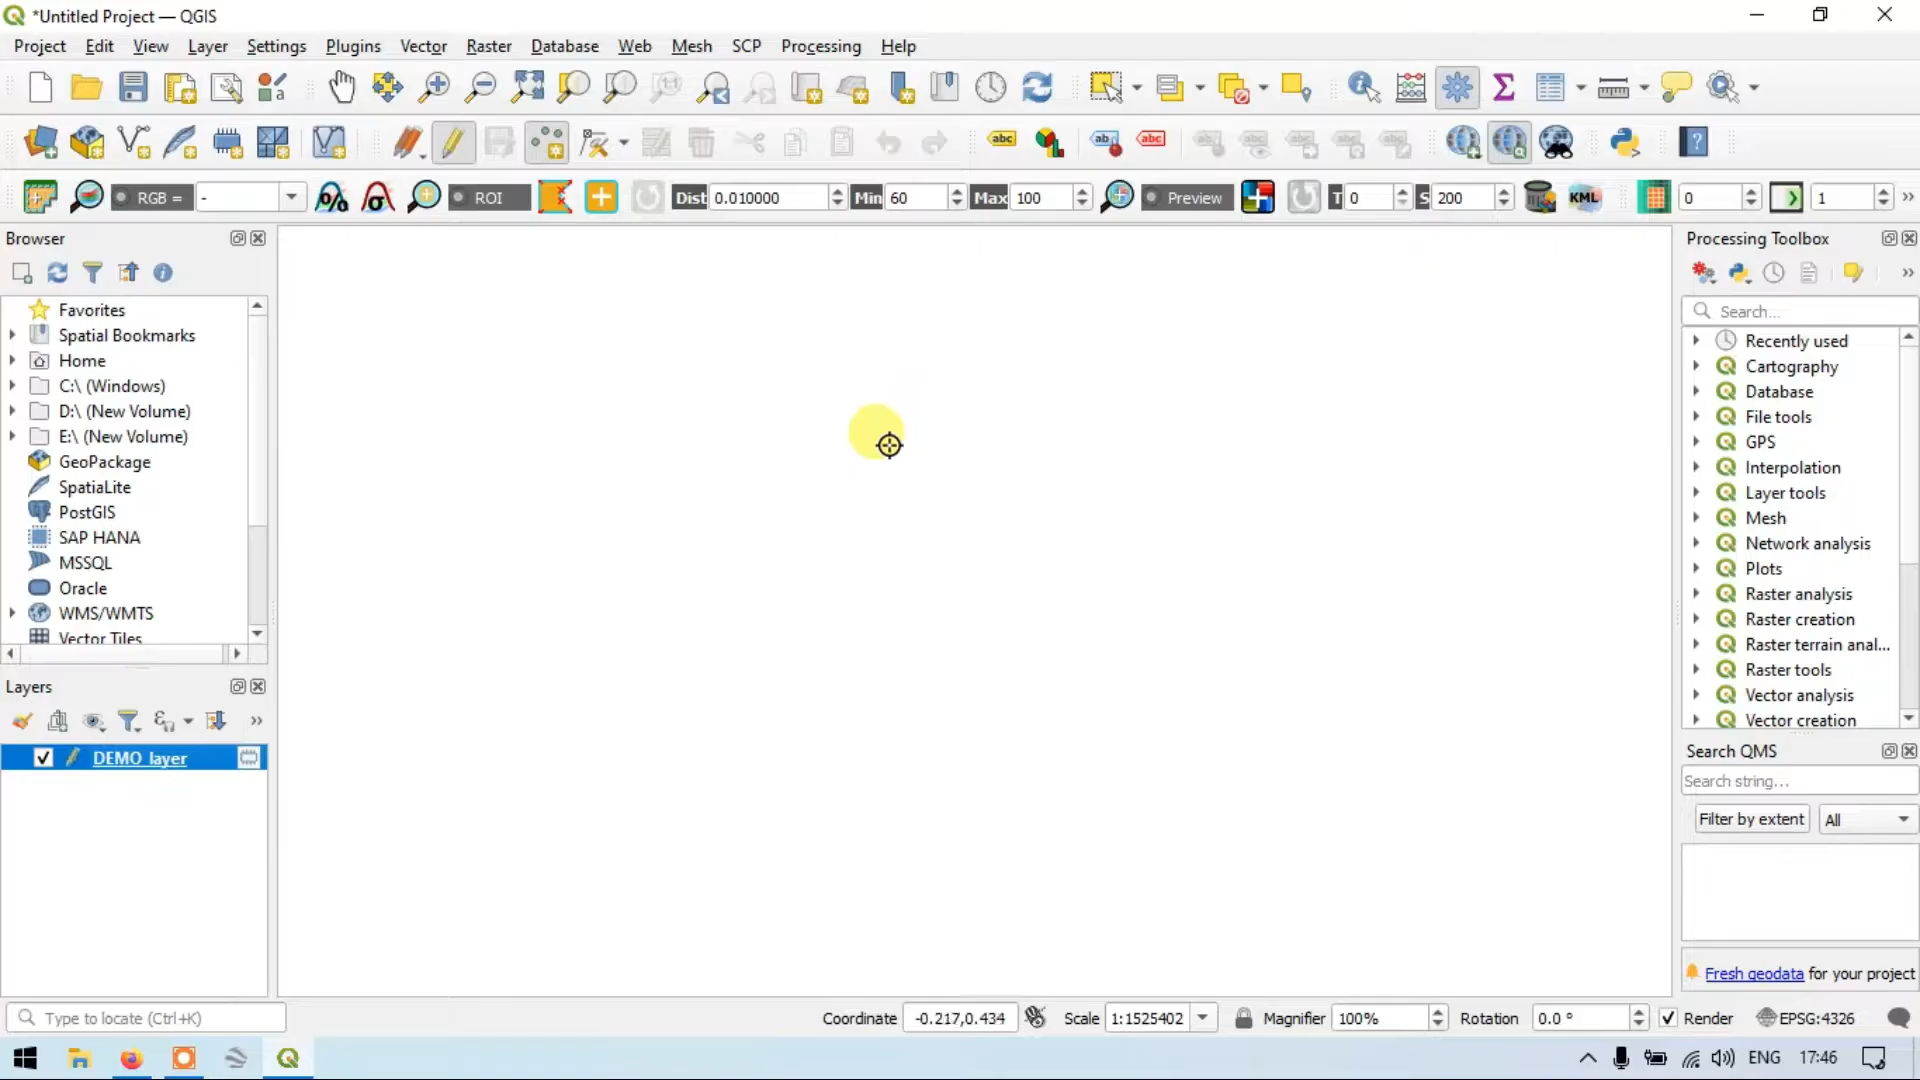 *Untitled Project — QGIS
Project Edit View Layer Settings Plugins Vector Raster Database Web Mesh SCP Processing Help
abc ab abc
RGB = - ROI Dist 0.010000 Min 60 Max 100 Preview T 0 S 200 KML 0 1 »
Browser
Favorites
Spatial Bookmarks
Home
C:\ (Windows)
D:\ (New Volume)
E:\ (New Volume)
GeoPackage
SpatiaLite
PostGIS
SAP HANA
MSSQL
Oracle
WMS/WMTS
Vector Tiles
Layers
»
DEMO layer
Processing Toolbox
»
Search...
Recently used
Cartography
Database
File tools
GPS
Interpolation
Layer tools
Mesh
Network analysis
Plots
Raster analysis
Raster creation
Raster terrain anal...
Raster tools
Vector analysis
Vector creation
Search QMS
Search string...
Filter by extent All
Fresh geodata for your project
Type to locate (Ctrl+K) Coordinate -0.217,0.434 Scale 1:1525402 Magnifier 100% Rotation 0.0 ° Render EPSG:4326
ENG 17:46